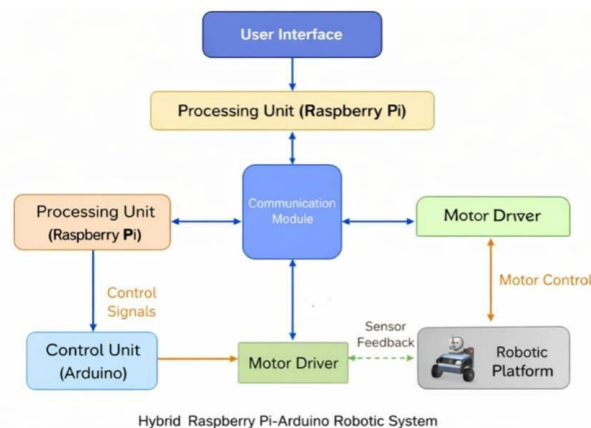 User Interface
Processing Unit (Raspberry Pi)
Communication
Module
Processing Unit
(Raspberry Pi)
Motor Driver
Control
Signals
Motor Control
Control Unit
(Arduino)
Motor Driver
Sensor
Feedback
Robotic
Platform
Hybrid Raspberry Pi-Arduino Robotic System